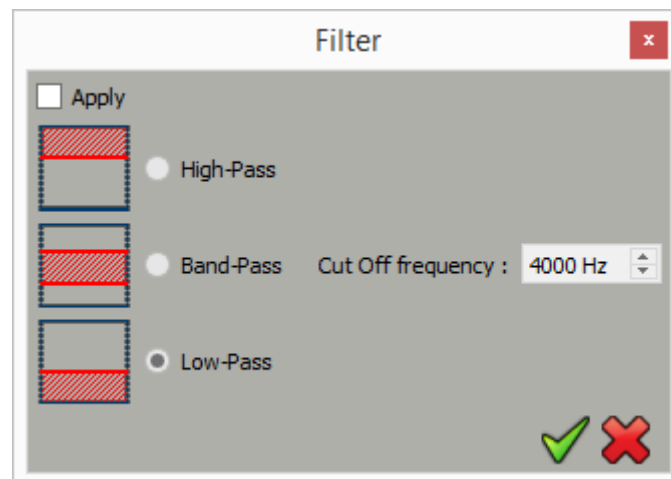 Filter
x
Apply
High-Pass
Band-Pass Cut Off frequency : 4000 Hz
Low-Pass